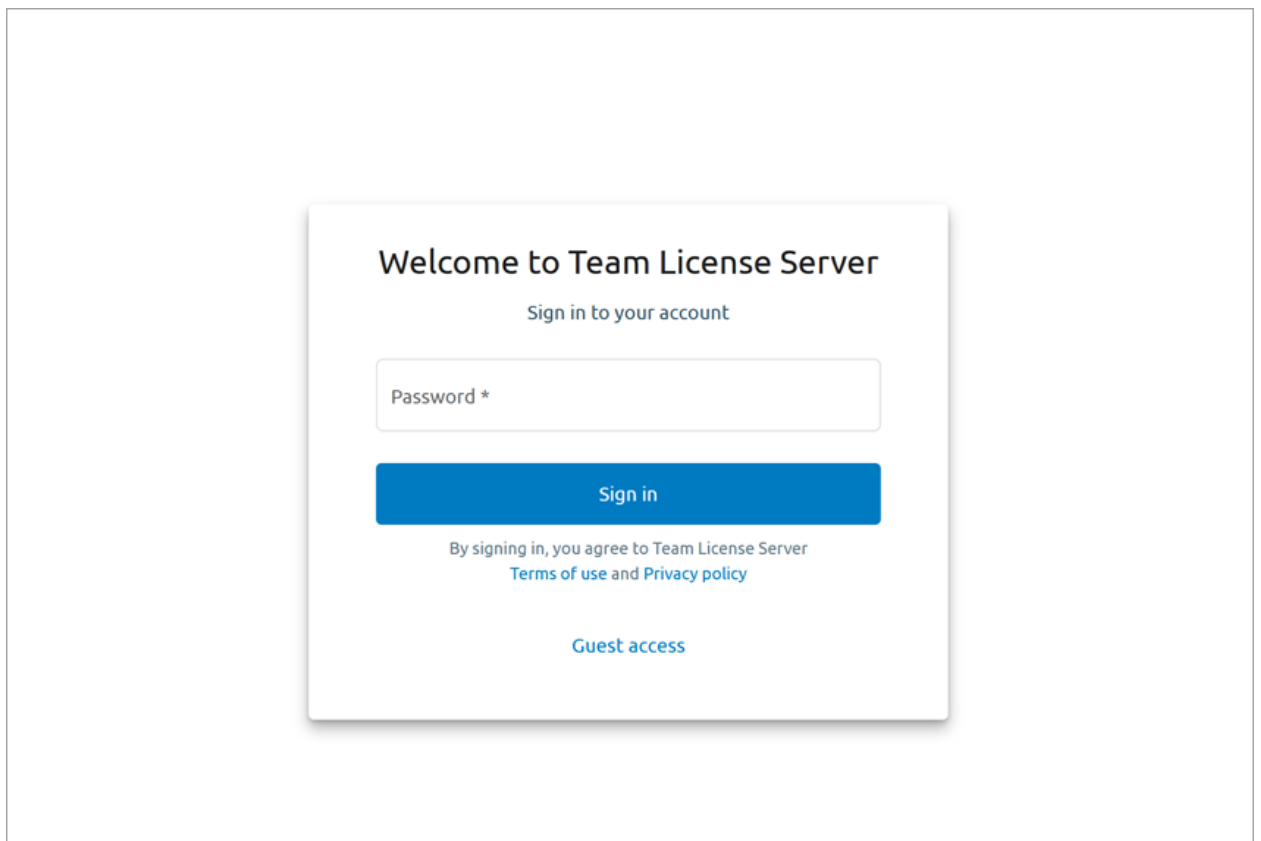 Welcome to Team License Server
Sign in to your account
Password *
Sign in
By signing in, you agree to Team License Server
Terms of use and Privacy policy
Guest access